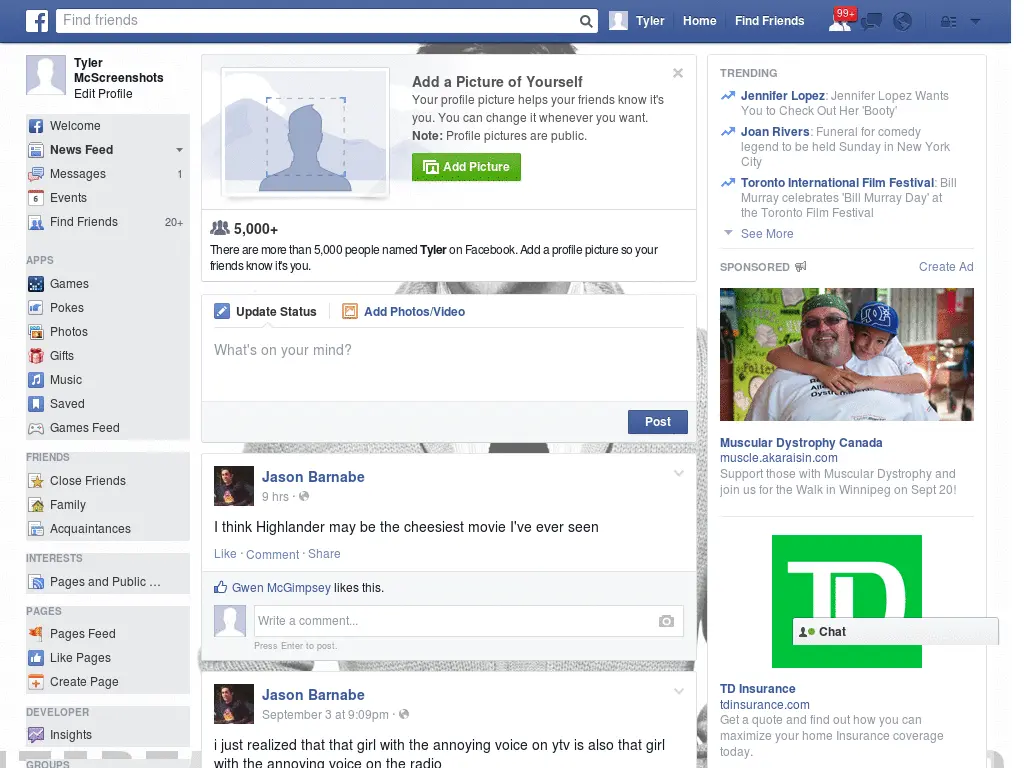 Find friends
Tyler
Home
Find Friends
99+
Tyler
McScreenshots
Edit Profile
Welcome
News Feed
Messages 1
Events
Find Friends 20+
APPS
Games
Pokes
Photos
Gifts
Music
Saved
Games Feed
FRIENDS
Close Friends
Family
Acquaintances
INTERESTS
Pages and Public ...
PAGES
Pages Feed
Like Pages
Create Page
DEVELOPER
Insights
GROUPS
Add a Picture of Yourself
Your profile picture helps your friends know it's
you. You can change it whenever you want.
Note: Profile pictures are public.
Add Picture
5,000+
There are more than 5,000 people named Tyler on Facebook. Add a profile picture so your
friends know it's you.
Update Status
Add Photos/Video
What's on your mind?
Post
Jason Barnabe
9 hrs ·
I think Highlander may be the cheesiest movie I've ever seen
Like · Comment · Share
Gwen McGimpsey likes this.
Write a comment...
Press Enter to post.
Jason Barnabe
September 3 at 9:09pm ·
i just realized that that girl with the annoying voice on ytv is also that girl
with the annoying voice on the radio
TRENDING
Jennifer Lopez: Jennifer Lopez Wants
You to Check Out Her 'Booty'
Joan Rivers: Funeral for comedy
legend to be held Sunday in New York
City
Toronto International Film Festival: Bill
Murray celebrates 'Bill Murray Day' at
the Toronto Film Festival
See More
SPONSORED
Create Ad
Muscular Dystrophy Canada
muscle.akaraisin.com
Support those with Muscular Dystrophy and
join us for the Walk in Winnipeg on Sept 20!
TD
Chat
TD Insurance
tdinsurance.com
Get a quote and find out how you can
maximize your home Insurance coverage
today.